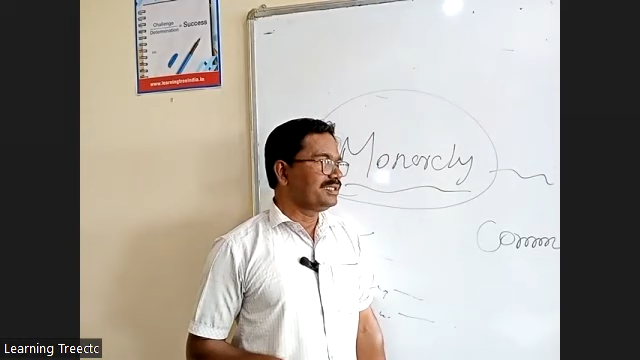 Challenge
Determination = Success
www.learningtreeindia.in
Monarchy
Comm
Learning Treectc